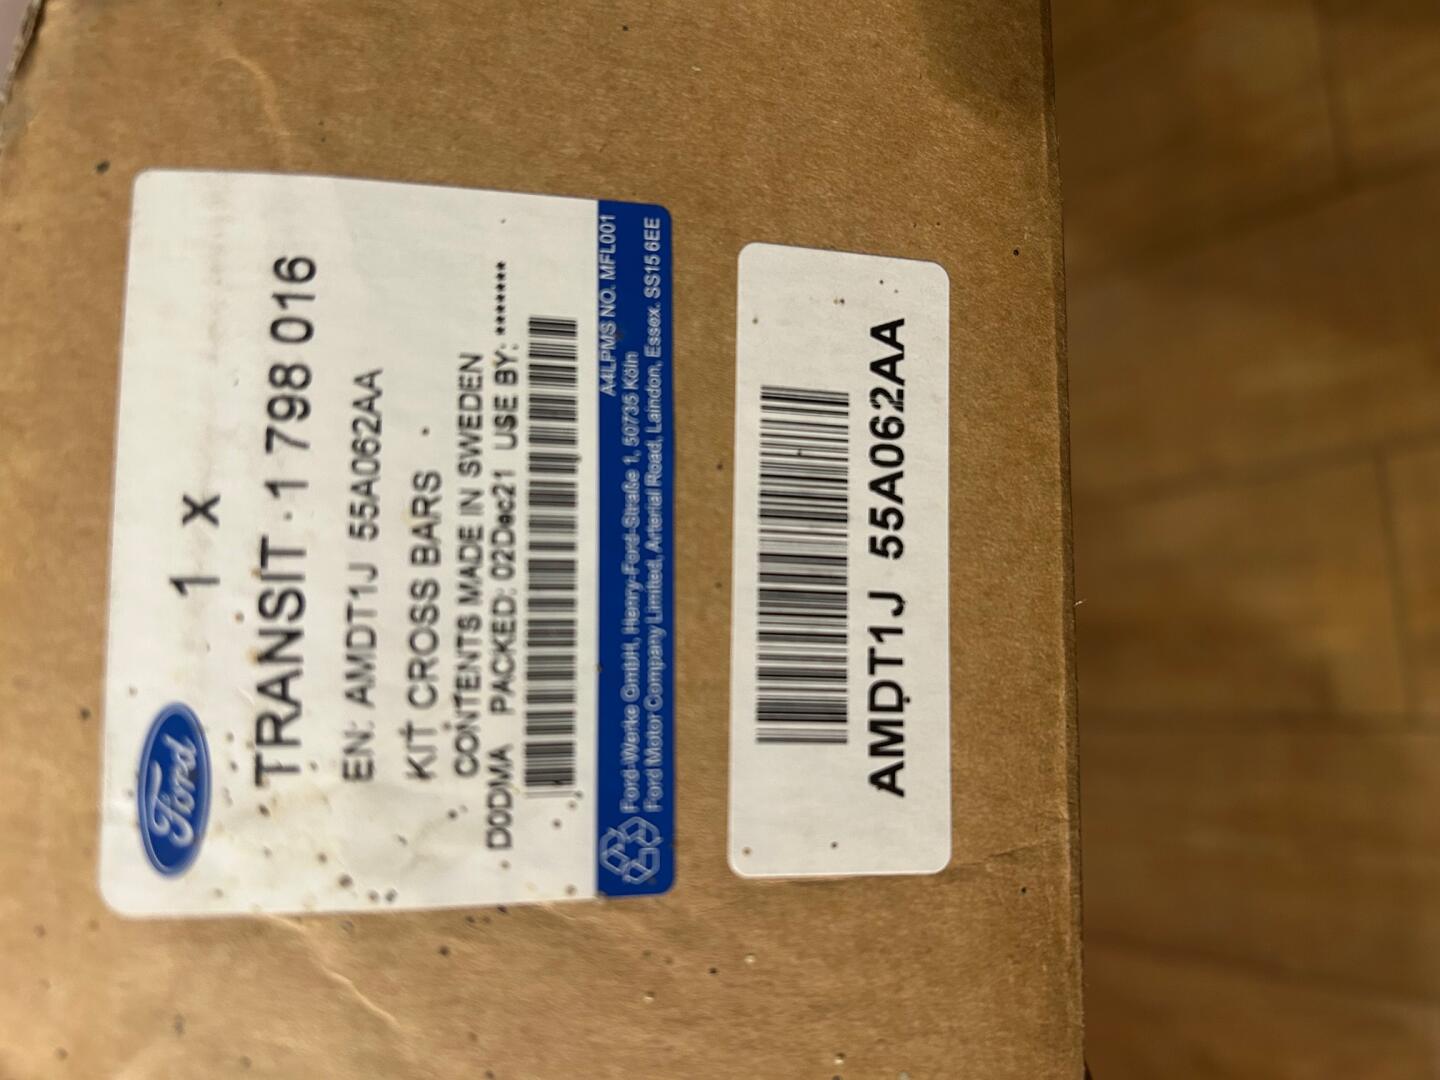 Ford
1 X
TRANSIT 1 798 016
EN: AMDT1J 55A062AA
KIT CROSS BARS
CONTENTS MADE IN SWEDEN
D0DMA PACKED: 02Dec21 USE BY: *******
A4LPMS NO. MFL001
Ford-Werke GmbH, Henry-Ford-Straße 1, 50735 Köln
Ford Motor Company Limited, Arterial Road, Laindon, Essex. SS15 6EE
AMDT1J 55A062AA